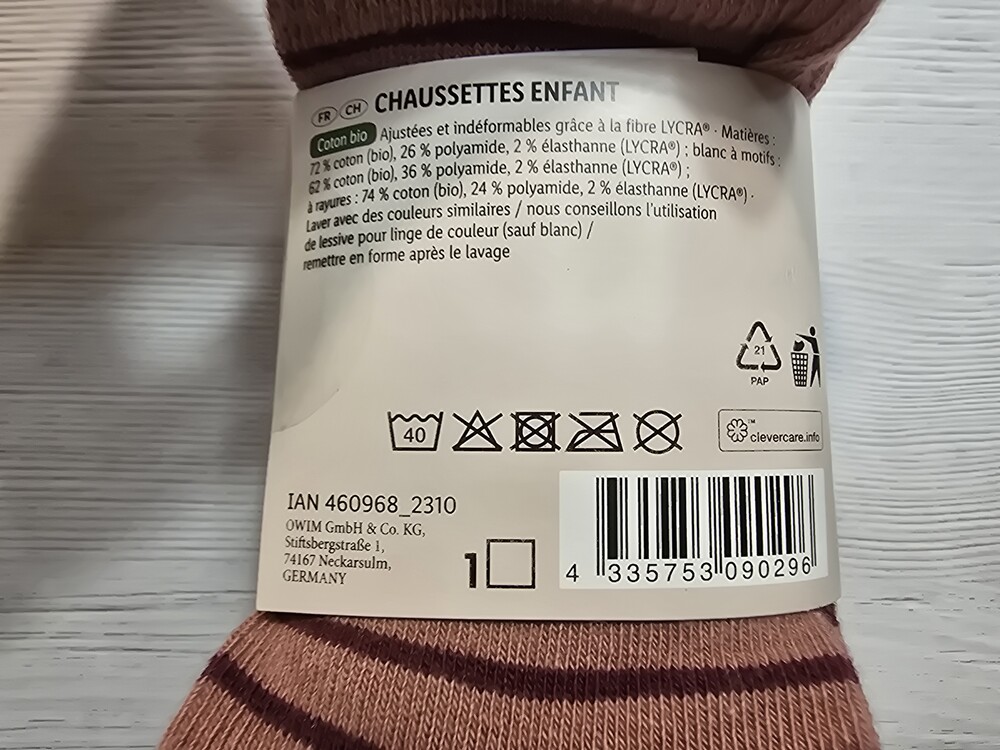 FR CH CHAUSSETTES ENFANT
Coton bio Ajustées et indéformables grâce à la fibre LYCRA® · Matières :
72 % coton (bio), 26 % polyamide, 2 % élasthanne (LYCRA®) ; blanc à motifs :
62 % coton (bio), 36 % polyamide, 2 % élasthanne (LYCRA®) ;
à rayures : 74 % coton (bio), 24 % polyamide, 2 % élasthanne (LYCRA®) ·
Laver avec des couleurs similaires / nous conseillons l'utilisation
de lessive pour linge de couleur (sauf blanc) /
remettre en forme après le lavage
21
PAP
40
™
clevercare.info
IAN 460968_2310
OWIM GmbH & Co. KG,
Stiftsbergstraße 1,
74167 Neckarsulm,
GERMANY
1
4 335753 090296